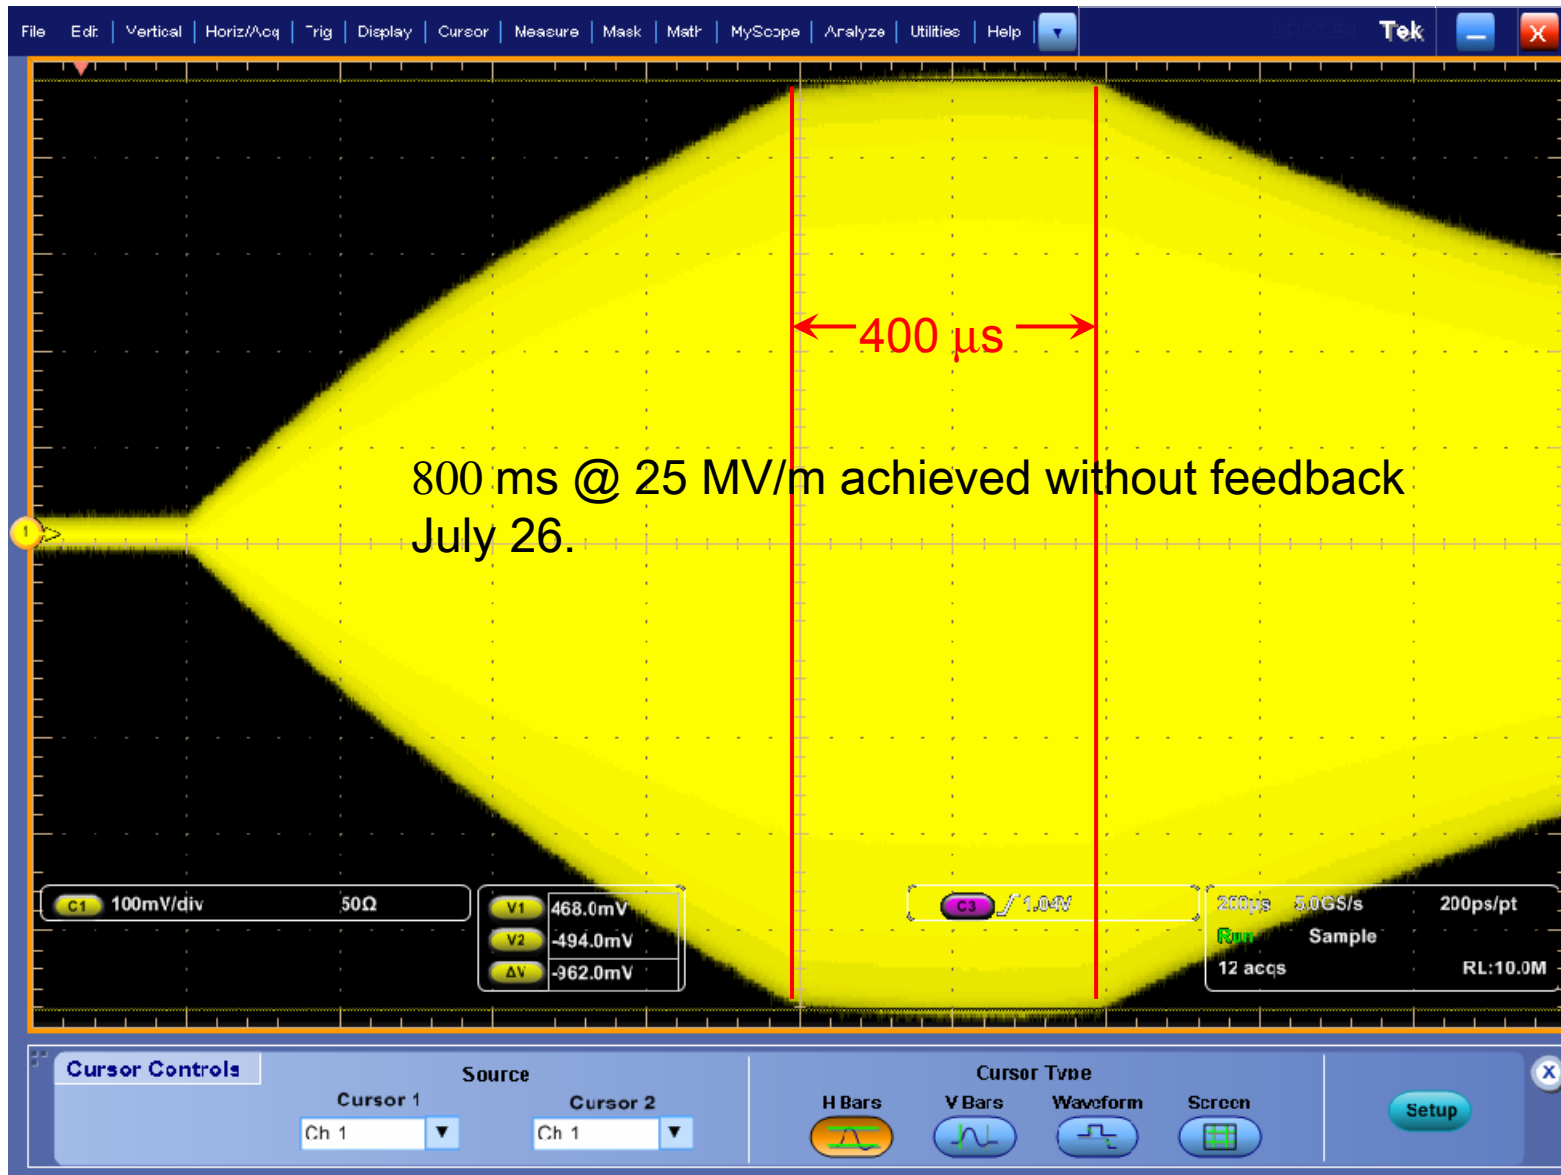 File Edit Vertical Horiz/Acq Trig Display Cursor Measure Mask Math MyScope Analyze Utilities Help Tek X
400 μs
800 ms @ 25 MV/m achieved without feedback
July 26.
1
C1 100mV/div 50Ω
V1 468.0mV
V2 -494.0mV
ΔV -962.0mV
C3 1.04V
200μs 5.0GS/s 200ps/pt
Run Sample
12 acqs RL:10.0M
Cursor Controls
Source
Cursor 1 Cursor 2
Ch 1 Ch 1
Cursor Type
H Bars V Bars Waveform Screen
Setup
X